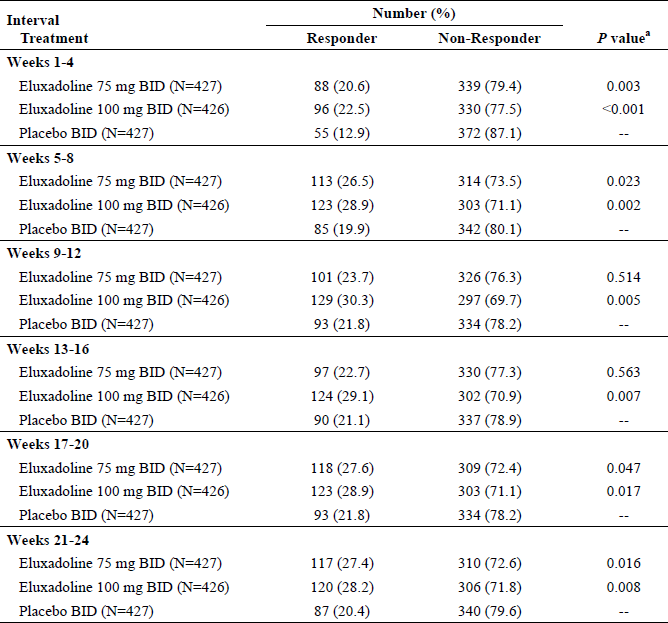 Number (%)
Interval
Treatment Responder Non-Responder P valueᵃ
Weeks 1-4
Eluxadoline 75 mg BID (N=427) 88 (20.6) 339 (79.4) 0.003
Eluxadoline 100 mg BID (N=426) 96 (22.5) 330 (77.5) <0.001
Placebo BID (N=427) 55 (12.9) 372 (87.1) --
Weeks 5-8
Eluxadoline 75 mg BID (N=427) 113 (26.5) 314 (73.5) 0.023
Eluxadoline 100 mg BID (N=426) 123 (28.9) 303 (71.1) 0.002
Placebo BID (N=427) 85 (19.9) 342 (80.1) --
Weeks 9-12
Eluxadoline 75 mg BID (N=427) 101 (23.7) 326 (76.3) 0.514
Eluxadoline 100 mg BID (N=426) 129 (30.3) 297 (69.7) 0.005
Placebo BID (N=427) 93 (21.8) 334 (78.2) --
Weeks 13-16
Eluxadoline 75 mg BID (N=427) 97 (22.7) 330 (77.3) 0.563
Eluxadoline 100 mg BID (N=426) 124 (29.1) 302 (70.9) 0.007
Placebo BID (N=427) 90 (21.1) 337 (78.9) --
Weeks 17-20
Eluxadoline 75 mg BID (N=427) 118 (27.6) 309 (72.4) 0.047
Eluxadoline 100 mg BID (N=426) 123 (28.9) 303 (71.1) 0.017
Placebo BID (N=427) 93 (21.8) 334 (78.2) --
Weeks 21-24
Eluxadoline 75 mg BID (N=427) 117 (27.4) 310 (72.6) 0.016
Eluxadoline 100 mg BID (N=426) 120 (28.2) 306 (71.8) 0.008
Placebo BID (N=427) 87 (20.4) 340 (79.6) --